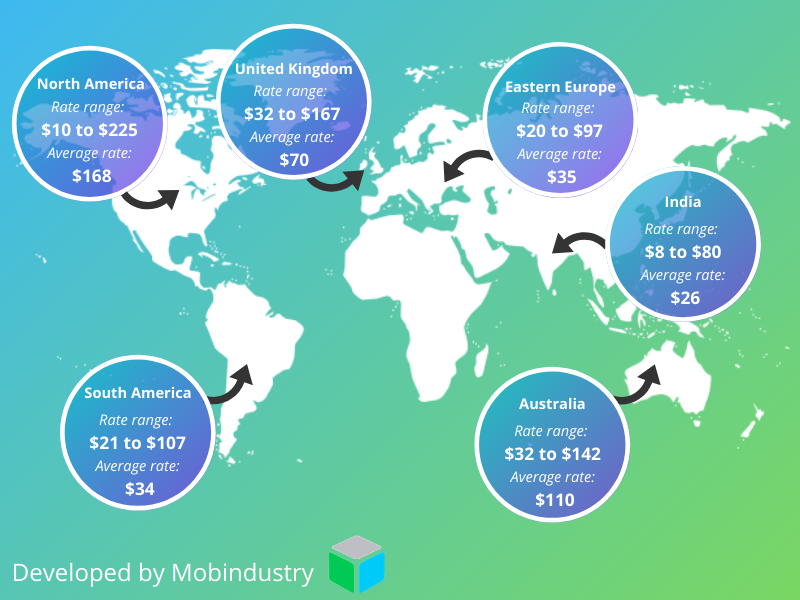 North America
Rate range:
$10 to $225
Average rate:
$168
United Kingdom
Rate range:
$32 to $167
Average rate:
$70
Eastern Europe
Rate range:
$20 to $97
Average rate:
$35
India
Rate range:
$8 to $80
Average rate:
$26
South America
Rate range:
$21 to $107
Average rate:
$34
Australia
Rate range:
$32 to $142
Average rate:
$110
Developed by Mobindustry